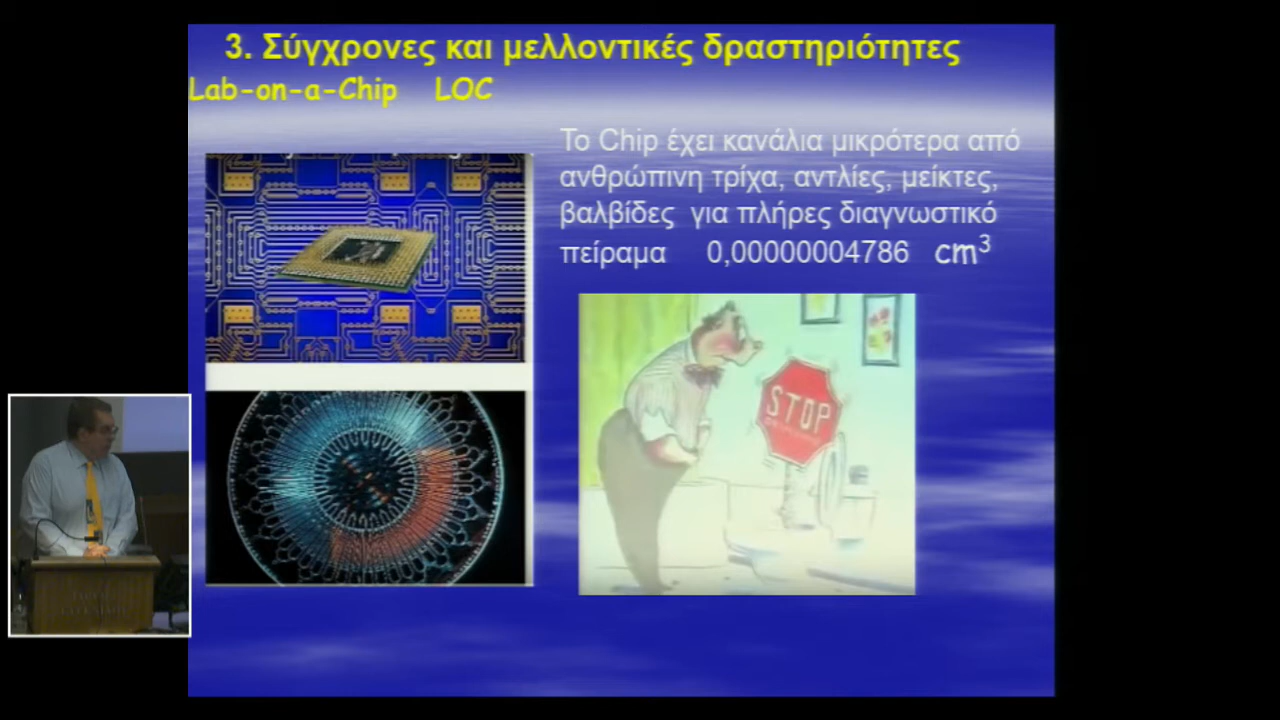 3. Σύγχρονες και μελλοντικές δραστηριότητες
Lab-on-a-Chip LOC
Το Chip έχει κανάλια μικρότερα από
ανθρώπινη τρίχα, αντλίες, μείκτες,
βαλβίδες για πλήρες διαγνωστικό
πείραμα 0,00000004786 cm³
STOP